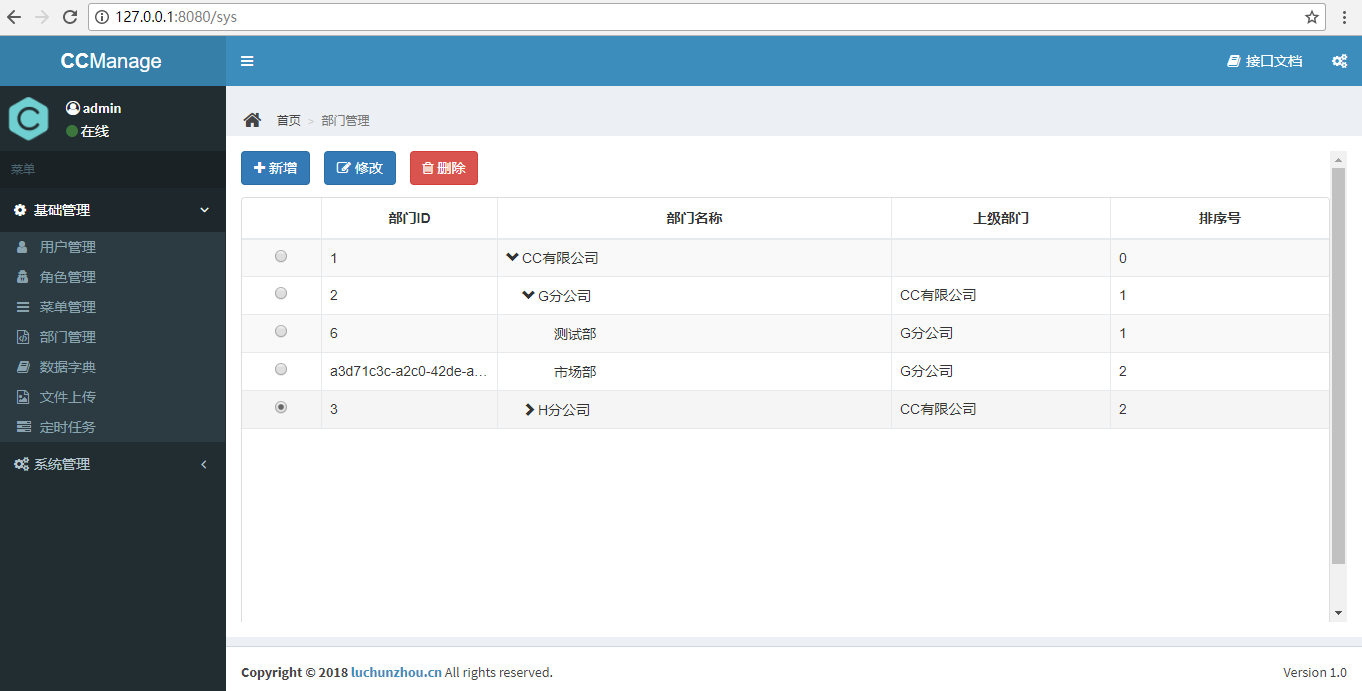 127.0.0.1:8080/sys
CCManage
接口文档
admin
在线
菜单
基础管理
用户管理
角色管理
菜单管理
部门管理
数据字典
文件上传
定时任务
系统管理
首页 > 部门管理
新增 修改 删除
部门ID 部门名称 上级部门 排序号
1 CC有限公司 0
2 G分公司 CC有限公司 1
6 测试部 G分公司 1
a3d71c3c-a2c0-42de-a... 市场部 G分公司 2
3 H分公司 CC有限公司 2
Copyright © 2018 luchunzhou.cn All rights reserved.
Version 1.0